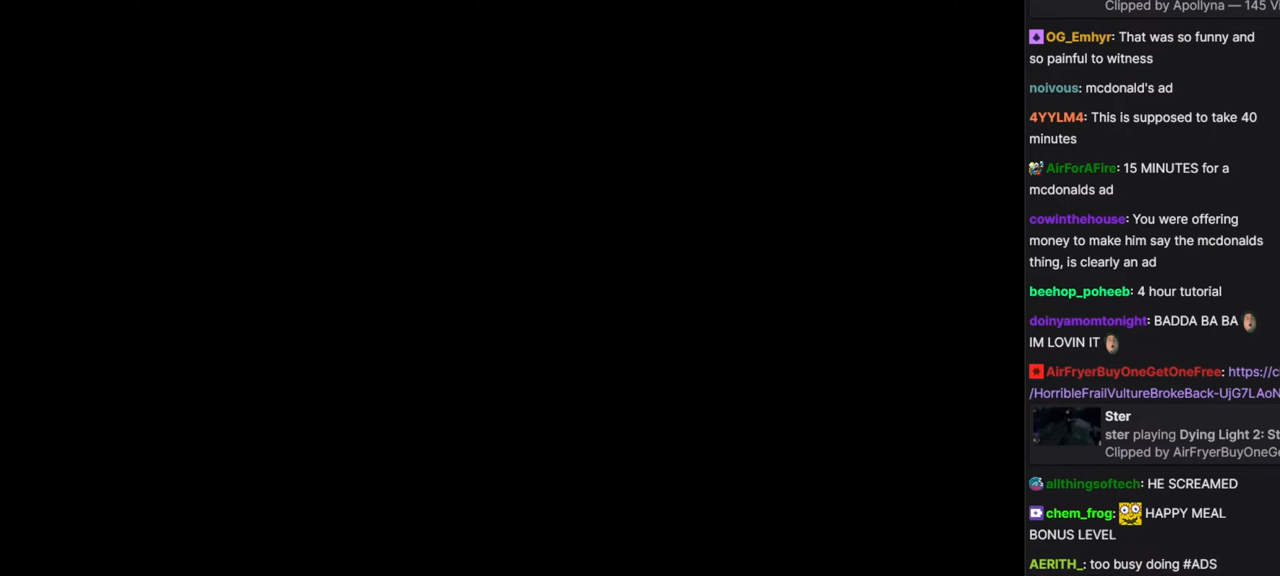 Clipped by Apollyna — 145 Vi
OG_Emhyr: That was so funny and
so painful to witness
noivous: mcdonald's ad
4YYLM4: This is supposed to take 40
minutes
AirForAFire: 15 MINUTES for a
mcdonalds ad
cowinthehouse: You were offering
money to make him say the mcdonalds
thing, is clearly an ad
beehop_poheeb: 4 hour tutorial
doinyamomtonight: BADDA BA BA
IM LOVIN IT
AirFryerBuyOneGetOneFree: https://c
/HorribleFrailVultureBrokeBack-UjG7LAoN
Ster
ster playing Dying Light 2: St
Clipped by AirFryerBuyOneGe
allthingsoftech: HE SCREAMED
chem_frog: HAPPY MEAL
BONUS LEVEL
AERITH_: too busy doing #ADS